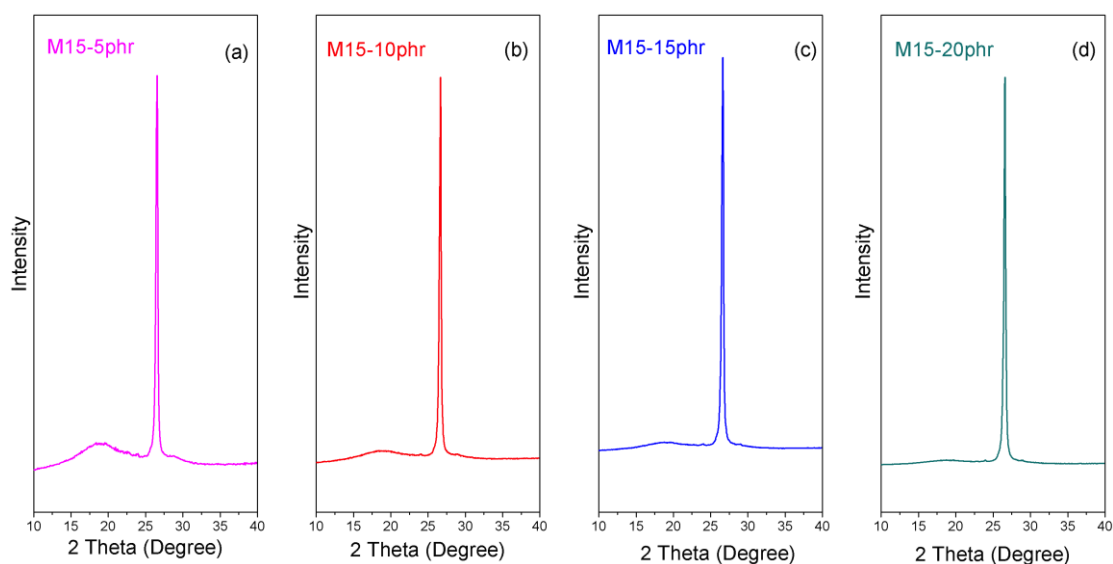 M15-5phr
(a)
Intensity
10 15 20 25 30 35 40
2 Theta (Degree)
M15-10phr
(b)
Intensity
10 15 20 25 30 35 40
2 Theta (Degree)
M15-15phr
(c)
Intensity
10 15 20 25 30 35 40
2 Theta (Degree)
M15-20phr
(d)
Intensity
10 15 20 25 30 35 40
2 Theta (Degree)